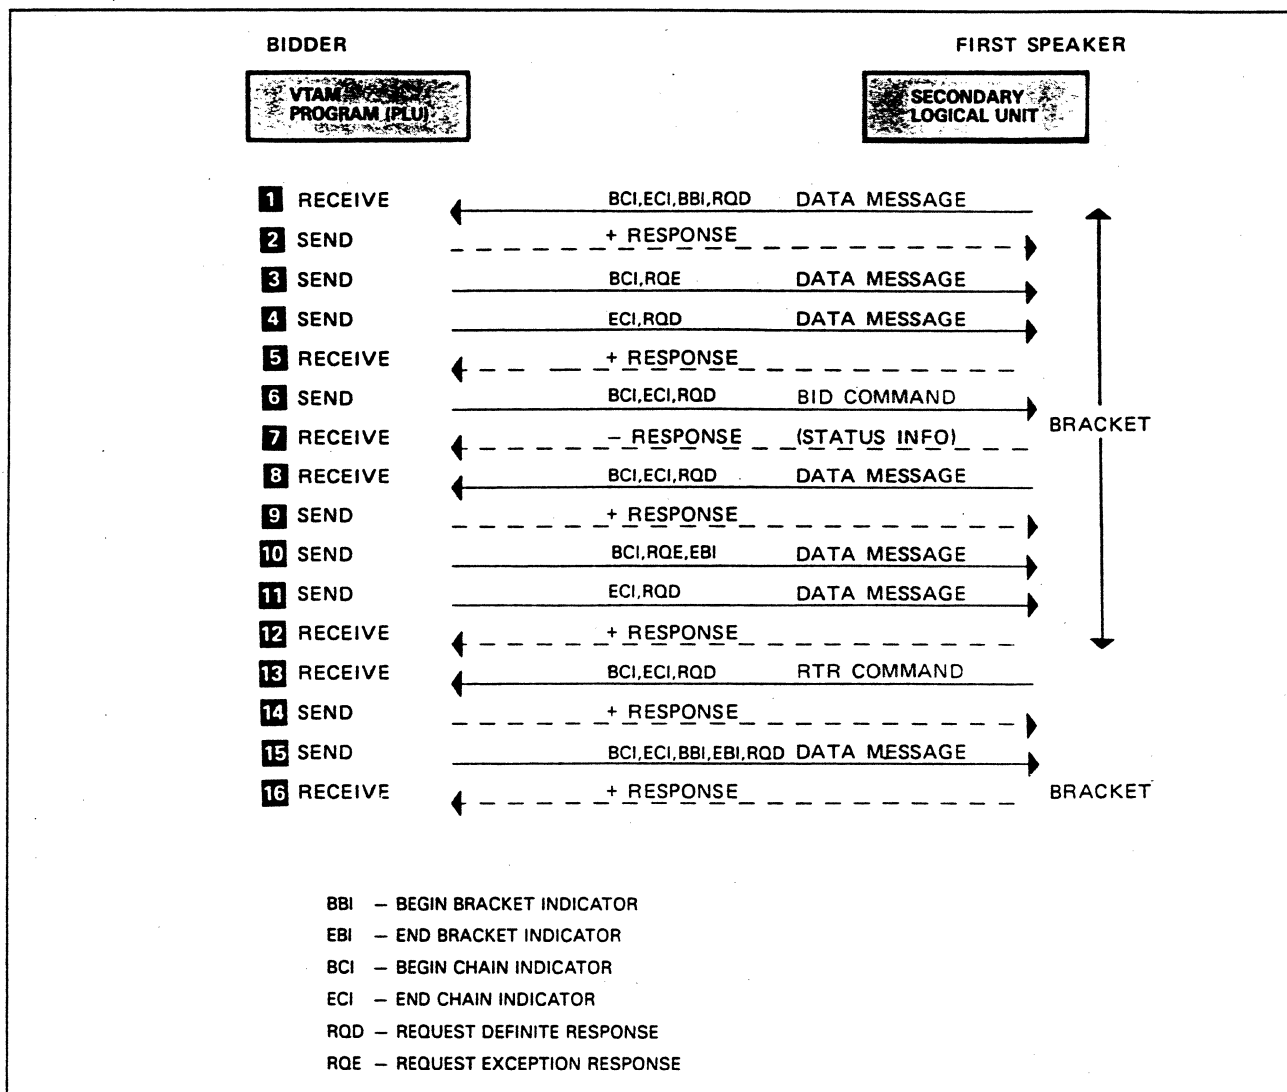 BIDDER FIRST SPEAKER
VTAM SECONDARY
PROGRAM (PLU) LOGICAL UNIT
1 RECEIVE BCI,ECI,BBI,RQD DATA MESSAGE
2 SEND + RESPONSE
3 SEND BCI,RQE DATA MESSAGE
4 SEND ECI,RQD DATA MESSAGE
5 RECEIVE + RESPONSE
6 SEND BCI,ECI,RQD BID COMMAND
BRACKET
7 RECEIVE – RESPONSE (STATUS INFO)
8 RECEIVE BCI,ECI,RQD DATA MESSAGE
9 SEND + RESPONSE
10 SEND BCI,RQE,EBI DATA MESSAGE
11 SEND ECI,RQD DATA MESSAGE
12 RECEIVE + RESPONSE
13 RECEIVE BCI,ECI,RQD RTR COMMAND
14 SEND + RESPONSE
15 SEND BCI,ECI,BBI,EBI,RQD DATA MESSAGE
16 RECEIVE + RESPONSE BRACKET
BBI – BEGIN BRACKET INDICATOR
EBI – END BRACKET INDICATOR
BCI – BEGIN CHAIN INDICATOR
ECI – END CHAIN INDICATOR
RQD – REQUEST DEFINITE RESPONSE
RQE – REQUEST EXCEPTION RESPONSE